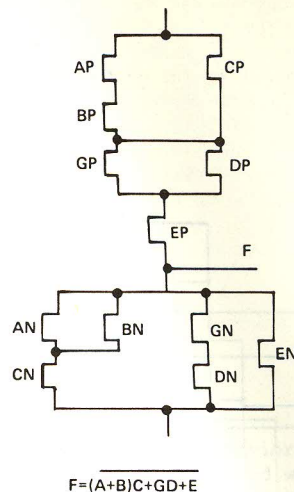 AP CP
BP
GP DP
EP
F
AN BN GN EN
CN DN
F=(A+B)C+GD+E